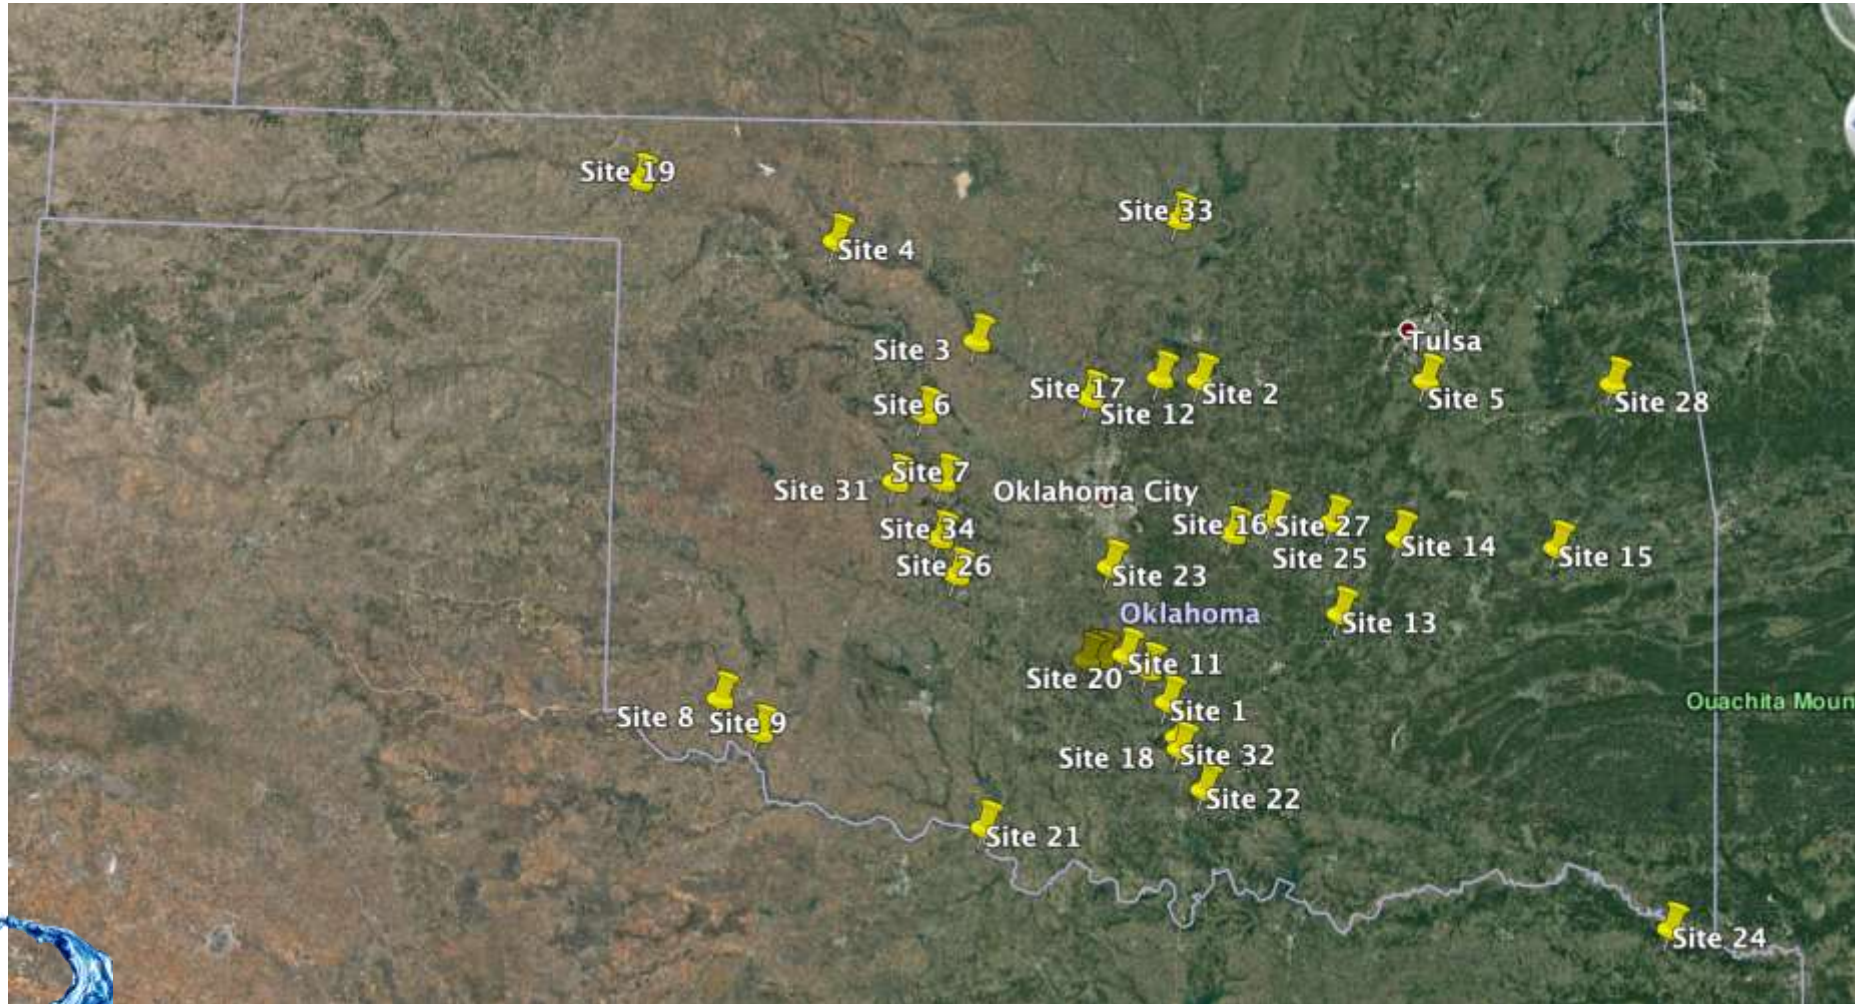 Site 19
Site 33
Site 4
Tulsa
Site 3
Site 17
Site 2
Site 12
Site 5
Site 28
Site 6
Site 7
Site 31
Oklahoma City
Site 16
Site 27
Site 34
Site 14
Site 25
Site 15
Site 26
Site 23
Oklahoma
Site 13
Site 11
Site 20
Ouachita Moun
Site 1
Site 8
Site 9
Site 18
Site 32
Site 22
Site 21
Site 24